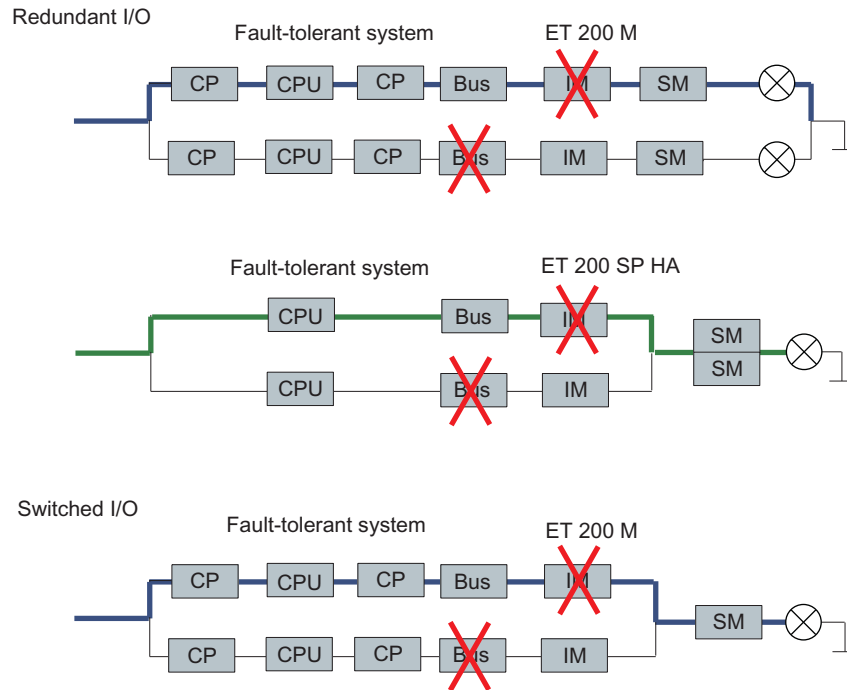 Redundant I/O
Fault-tolerant system ET 200 M
CP CPU CP Bus IM SM
CP CPU CP Bus IM SM
Fault-tolerant system ET 200 SP HA
CPU Bus IM SM
CPU Bus IM SM
Switched I/O
Fault-tolerant system ET 200 M
CP CPU CP Bus IM
SM
CP CPU CP Bus IM